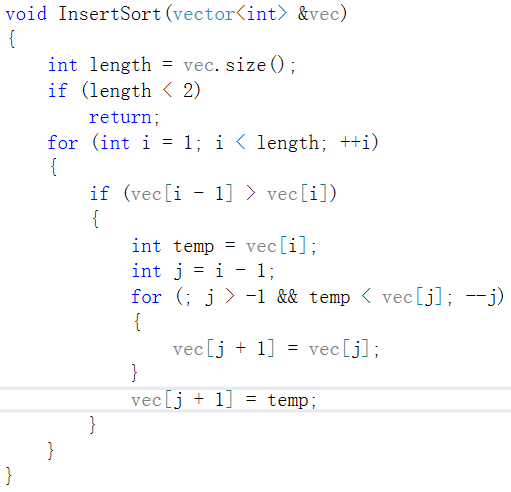 void InsertSort(vector<int> &vec)
{
    int length = vec.size();
    if (length < 2)
        return;
    for (int i = 1; i < length; ++i)
    {
        if (vec[i - 1] > vec[i])
        {
            int temp = vec[i];
            int j = i - 1;
            for (; j > -1 && temp < vec[j]; --j)
            {
                vec[j + 1] = vec[j];
            }
            vec[j + 1] = temp;
        }
    }
}